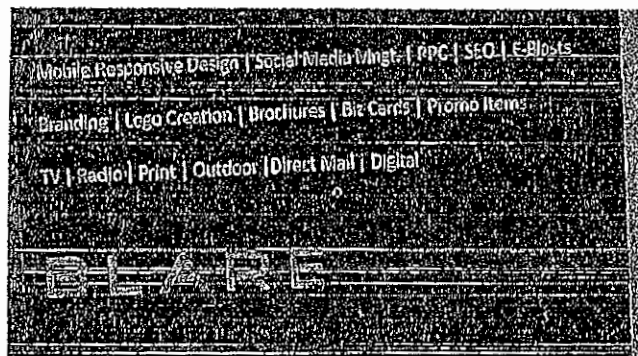 Mobile Responsive Design | Social Media Mngt. | PPC | SEO | E-Blasts
Branding | Logo Creation | Brochures | Biz Cards | Promo Items
TV | Radio | Print | Outdoor | Direct Mail | Digital
BLARE